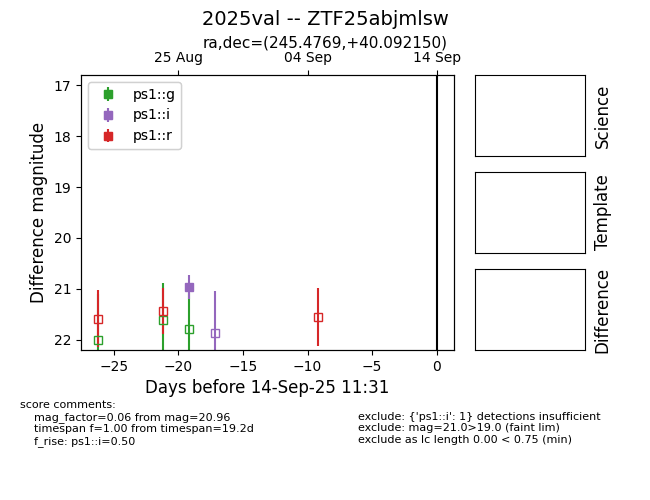 2025val -- ZTF25abjmlsw
ra,dec=(245.4769,+40.092150)
25 Aug 04 Sep 14 Sep
ps1::g
ps1::i
ps1::r
17
18
19
20
21
22
Difference magnitude
−25 −20 −15 −10 −5 0
Days before 14-Sep-25 11:31
Science
Template
Difference
score comments:
mag_factor=0.06 from mag=20.96
timespan f=1.00 from timespan=19.2d
f_rise: ps1::i=0.50
exclude: {'ps1::i': 1} detections insufficient
exclude: mag=21.0>19.0 (faint lim)
exclude as lc length 0.00 < 0.75 (min)